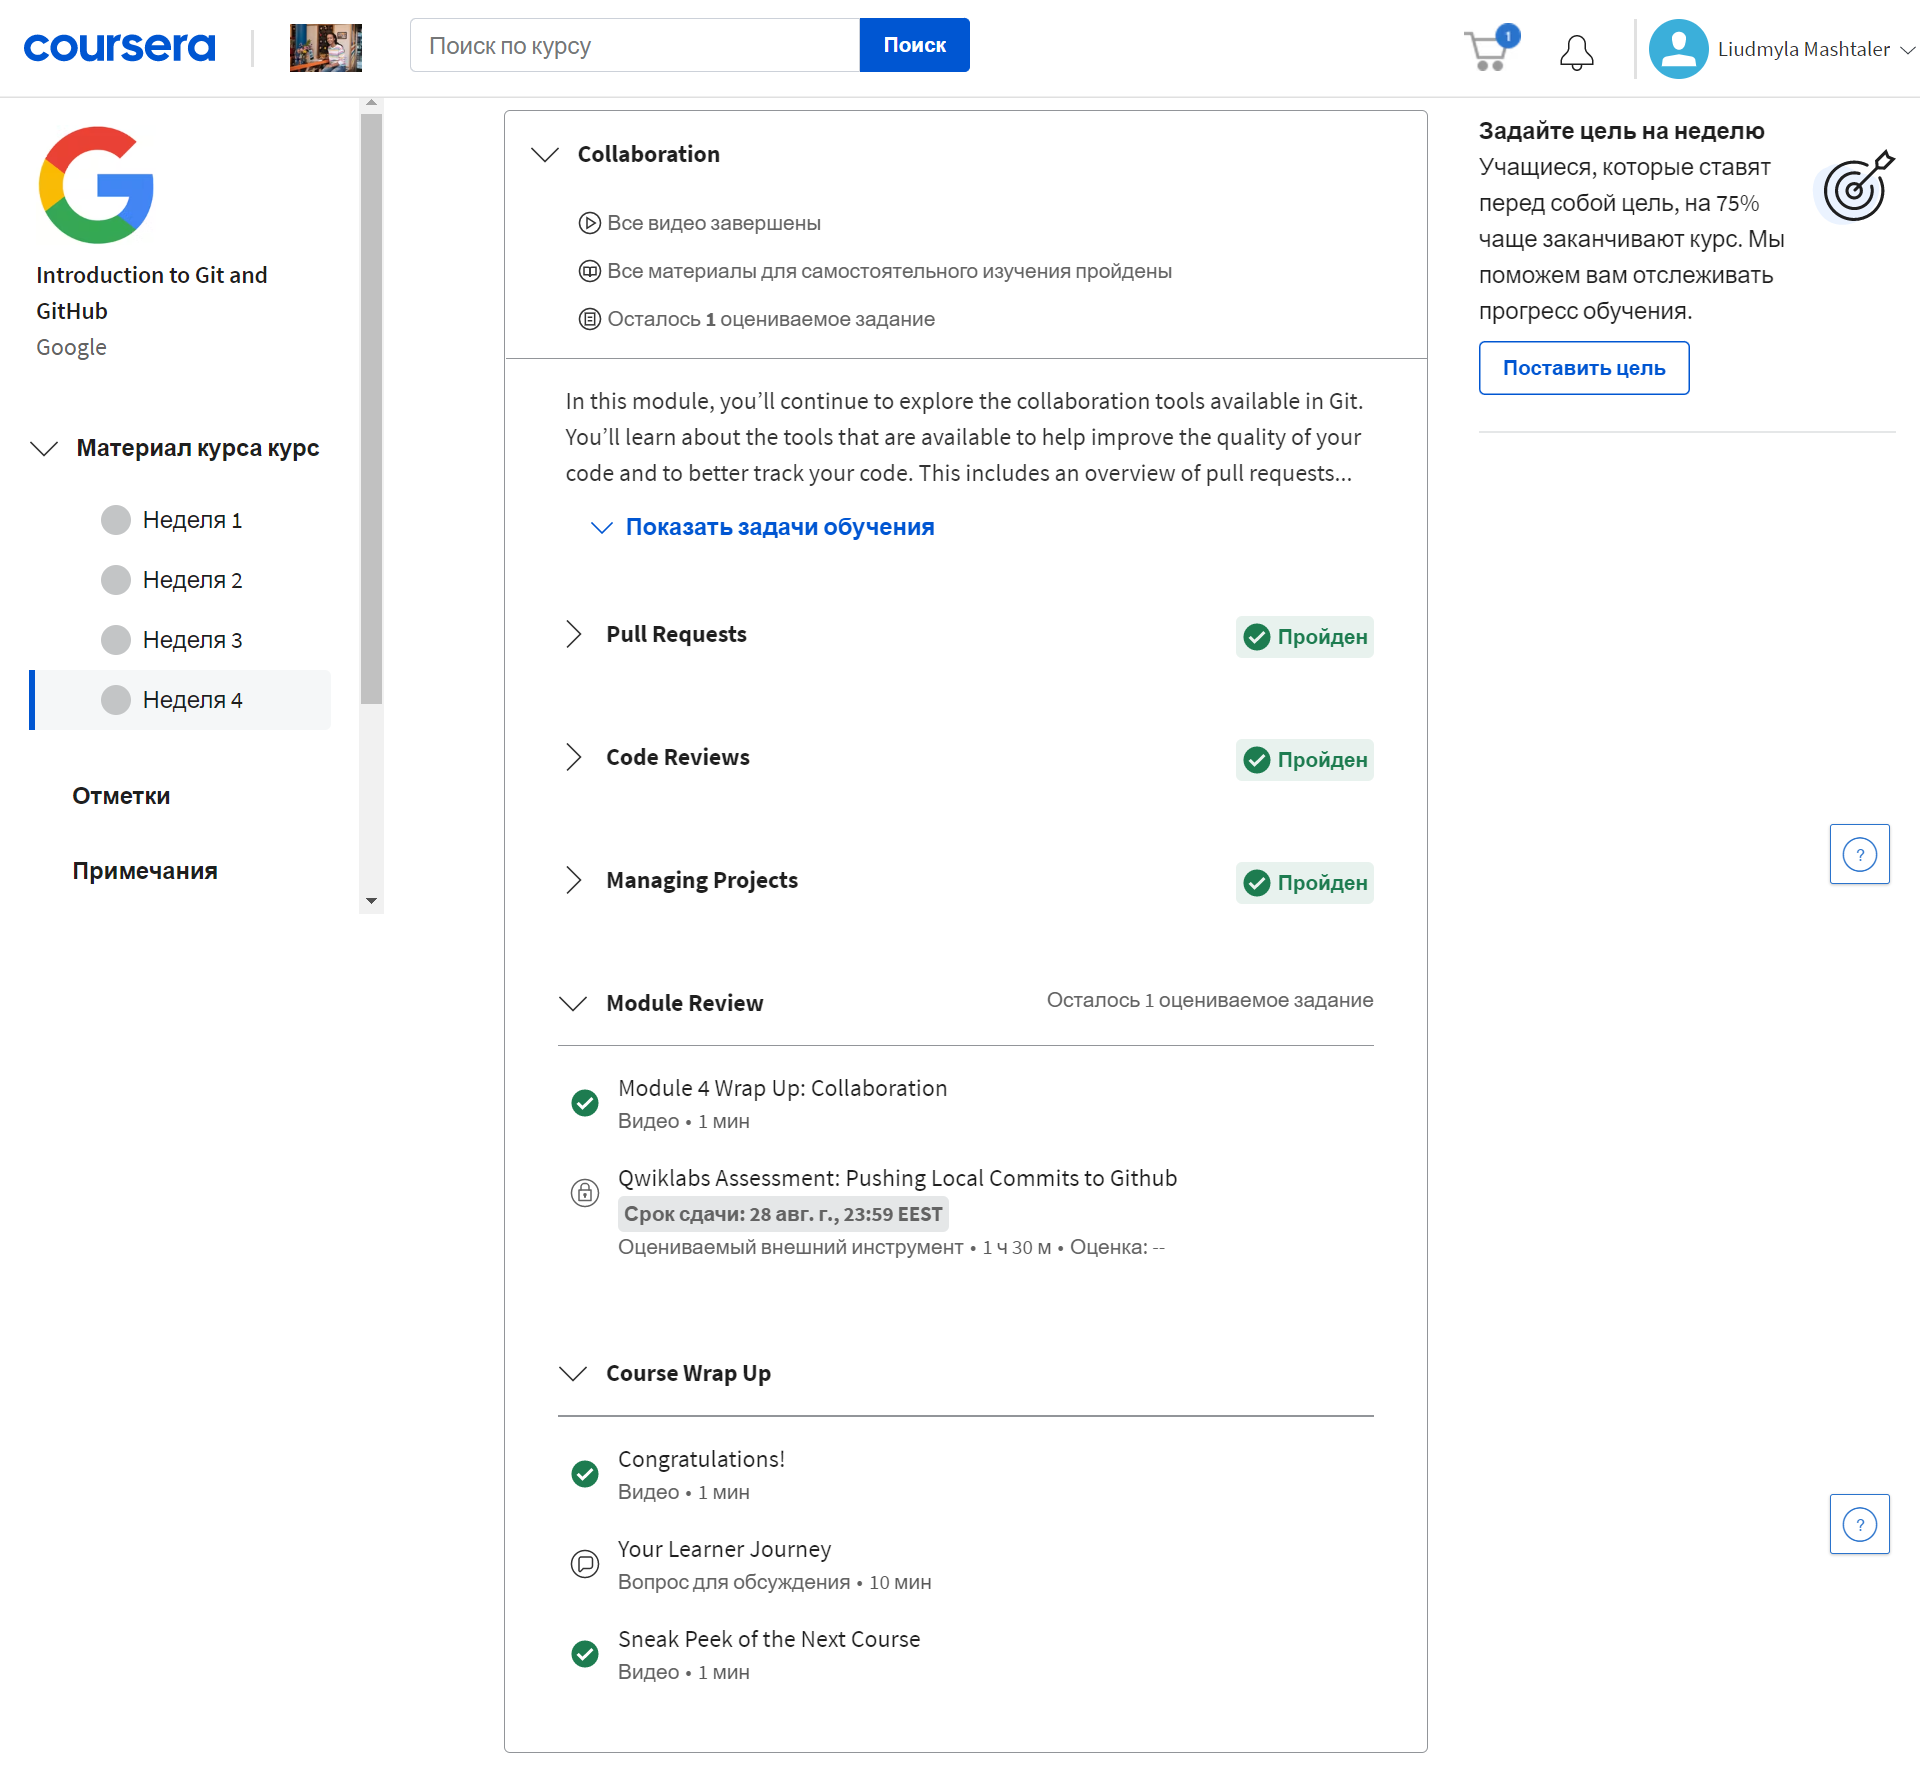 coursera
Поиск по курсу
Поиск
1
Liudmyla Mashtaler
Introduction to Git and
GitHub
Google
Материал курса курс
Неделя 1
Неделя 2
Неделя 3
Неделя 4
Отметки
Примечания
Collaboration
Все видео завершены
Все материалы для самостоятельного изучения пройдены
Осталось 1 оцениваемое задание
In this module, you’ll continue to explore the collaboration tools available in Git.
You’ll learn about the tools that are available to help improve the quality of your
code and to better track your code. This includes an overview of pull requests...
Показать задачи обучения
Pull Requests
Пройден
Code Reviews
Пройден
Managing Projects
Пройден
Module Review
Осталось 1 оцениваемое задание
Module 4 Wrap Up: Collaboration
Видео • 1 мин
Qwiklabs Assessment: Pushing Local Commits to Github
Срок сдачи: 28 авг. г., 23:59 EEST
Оцениваемый внешний инструмент • 1 ч 30 м • Оценка: --
Course Wrap Up
Congratulations!
Видео • 1 мин
Your Learner Journey
Вопрос для обсуждения • 10 мин
Sneak Peek of the Next Course
Видео • 1 мин
Задайте цель на неделю
Учащиеся, которые ставят
перед собой цель, на 75%
чаще заканчивают курс. Мы
поможем вам отслеживать
прогресс обучения.
Поставить цель
?
?